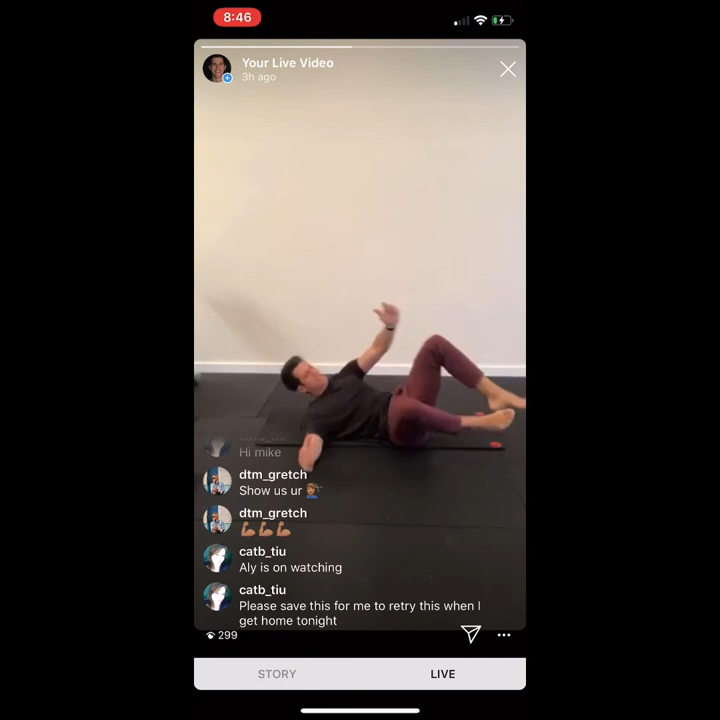 8:46
Your Live Video
3h ago
catb_tiu
Hi mike
dtm_gretch
Show us ur
dtm_gretch
catb_tiu
Aly is on watching
catb_tiu
Please save this for me to retry this when I
get home tonight
299
STORY
LIVE